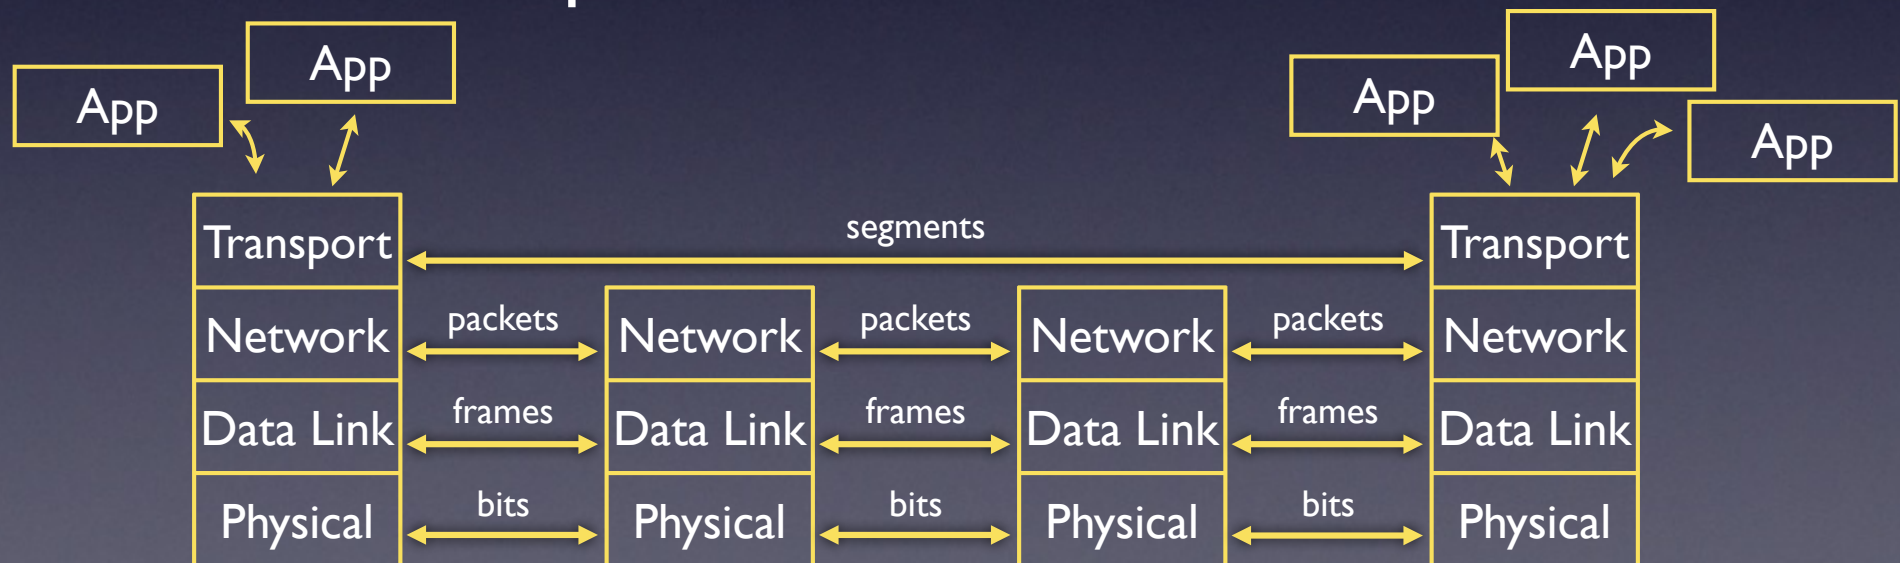 App
App
App
App
App
Transport
segments
Transport
Network
packets
Network
packets
Network
packets
Network
Data Link
frames
Data Link
frames
Data Link
frames
Data Link
Physical
bits
Physical
bits
Physical
bits
Physical